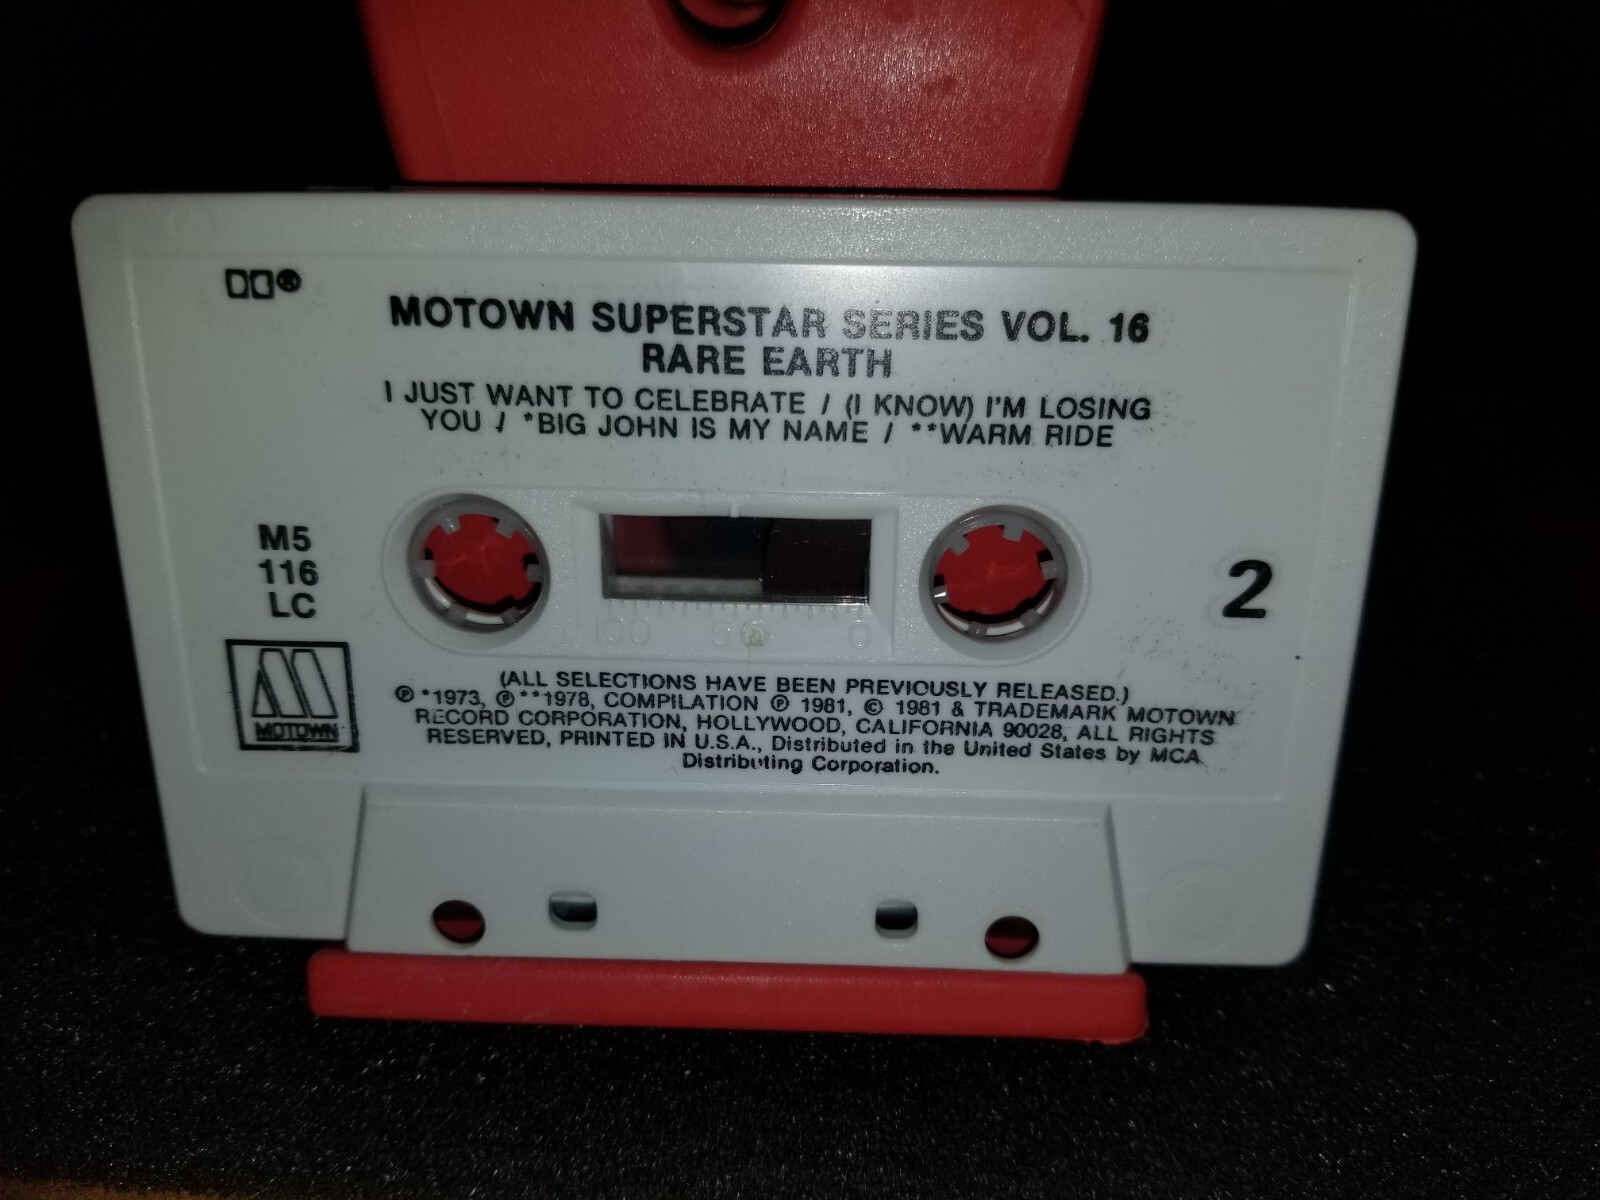 MOTOWN SUPERSTAR SERIES VOL. 16
RARE EARTH
I JUST WANT TO CELEBRATE / (I KNOW) I'M LOSING
YOU / *BIG JOHN IS MY NAME / **WARM RIDE
M5
116
LC
2
00 50 0
MOTOWN
(ALL SELECTIONS HAVE BEEN PREVIOUSLY RELEASED.)
℗ *1973, ℗ **1978, COMPILATION ℗ 1981, © 1981 & TRADEMARK MOTOWN
RECORD CORPORATION, HOLLYWOOD, CALIFORNIA 90028, ALL RIGHTS
RESERVED, PRINTED IN U.S.A., Distributed in the United States by MCA
Distributing Corporation.